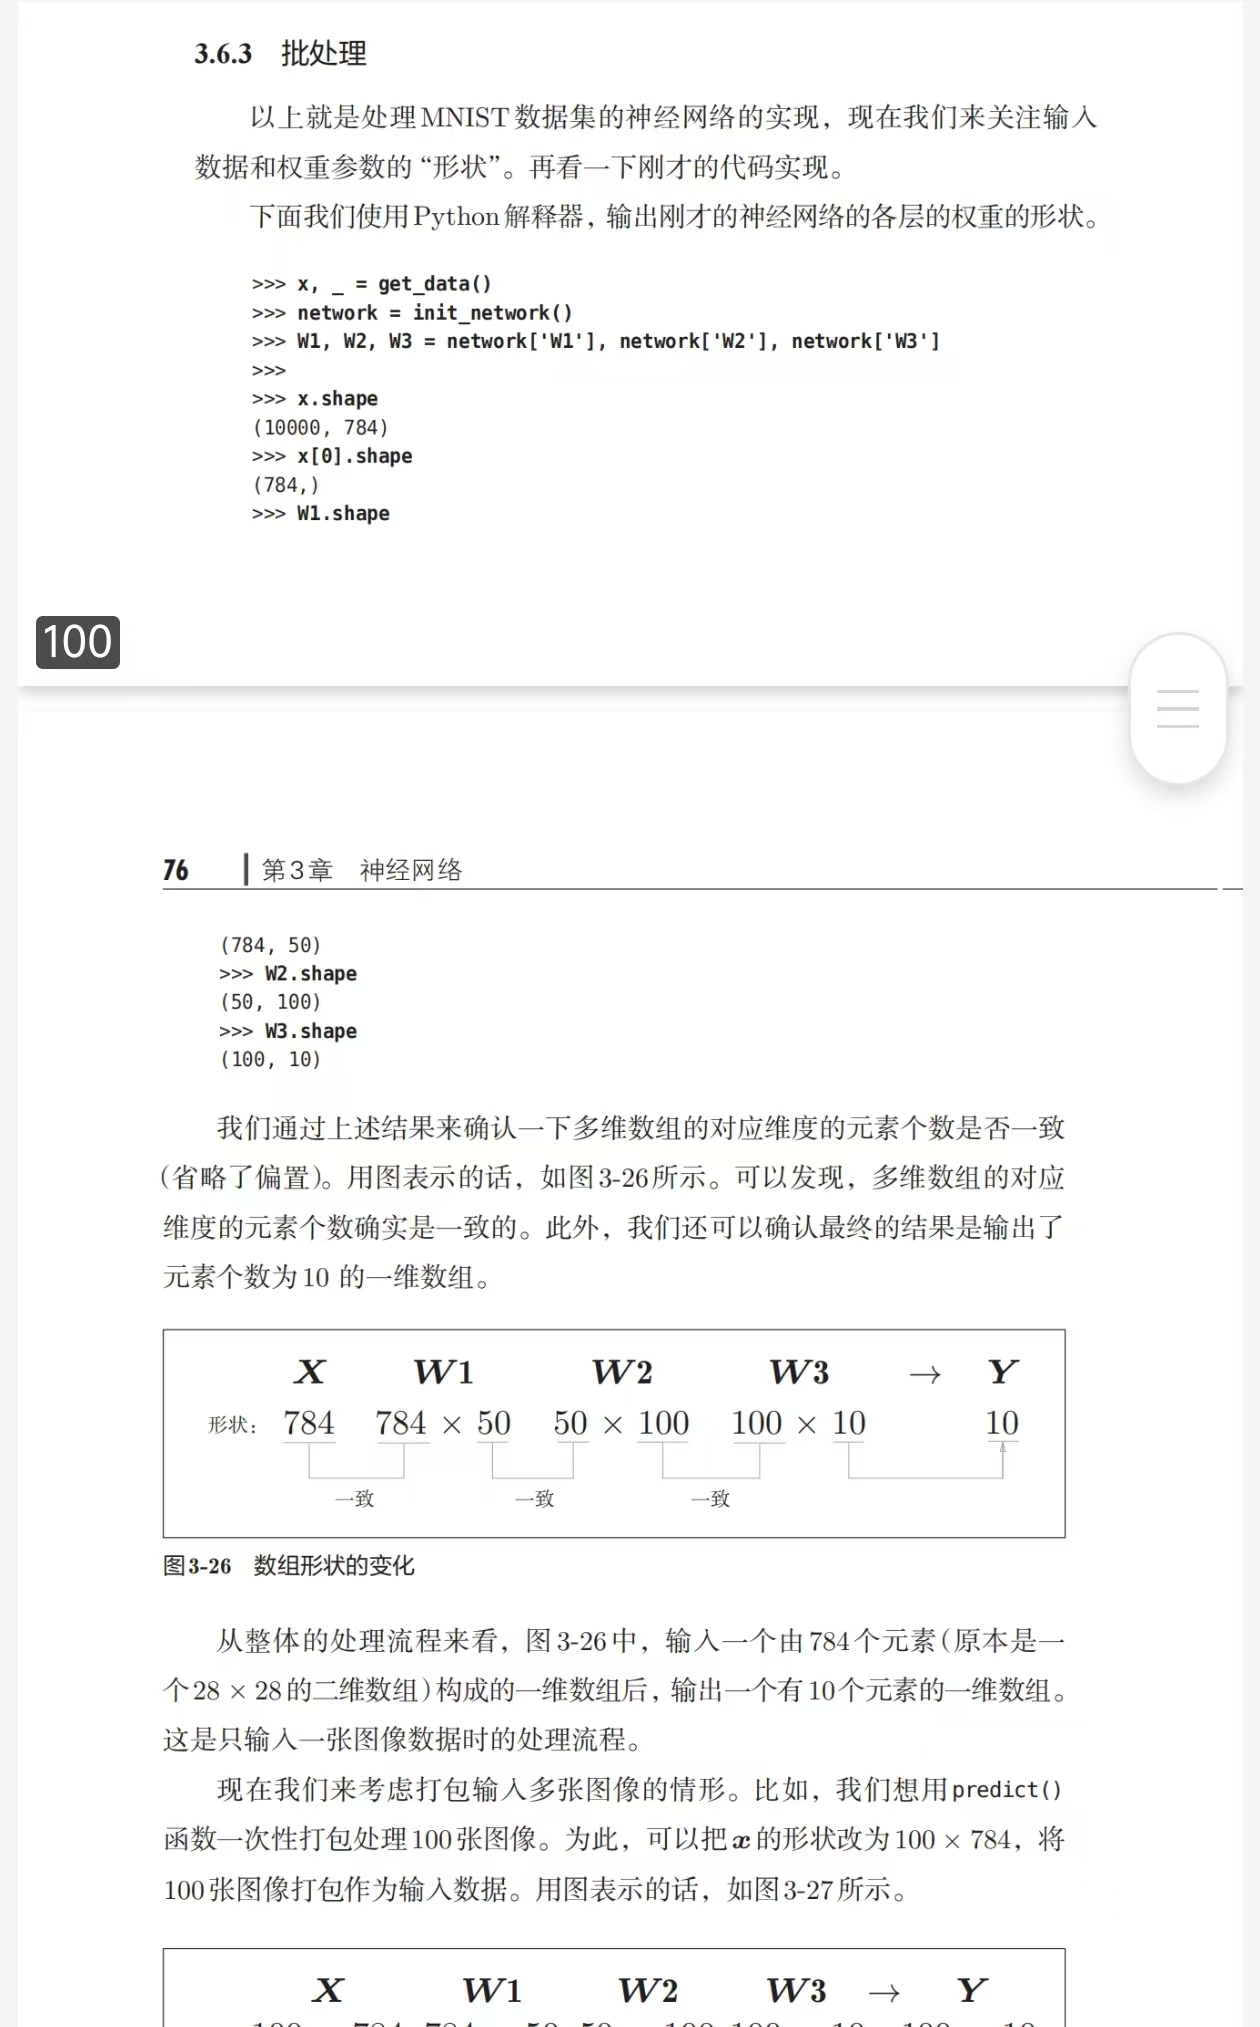 3.6.3 批处理
以上就是处理MNIST数据集的神经网络的实现，现在我们来关注输入
数据和权重参数的“形状”。再看一下刚才的代码实现。
下面我们使用Python解释器，输出刚才的神经网络的各层的权重的形状。
>>> x, _ = get_data()
>>> network = init_network()
>>> W1, W2, W3 = network['W1'], network['W2'], network['W3']
>>>
>>> x.shape
(10000, 784)
>>> x[0].shape
(784,)
>>> W1.shape
100
76 第3章 神经网络
(784, 50)
>>> W2.shape
(50, 100)
>>> W3.shape
(100, 10)
我们通过上述结果来确认一下多维数组的对应维度的元素个数是否一致
（省略了偏置）。用图表示的话，如图3-26所示。可以发现，多维数组的对应
维度的元素个数确实是一致的。此外，我们还可以确认最终的结果是输出了
元素个数为10 的一维数组。
X W1 W2 W3 → Y
形状： 784 784 × 50 50 × 100 100 × 10 10
一致 一致 一致
图3-26 数组形状的变化
从整体的处理流程来看，图3-26中，输入一个由784个元素（原本是一
个28 × 28的二维数组）构成的一维数组后，输出一个有10个元素的一维数组。
这是只输入一张图像数据时的处理流程。
现在我们来考虑打包输入多张图像的情形。比如，我们想用predict()
函数一次性打包处理100张图像。为此，可以把x的形状改为100 × 784，将
100张图像打包作为输入数据。用图表示的话，如图3-27所示。
X W1 W2 W3 → Y